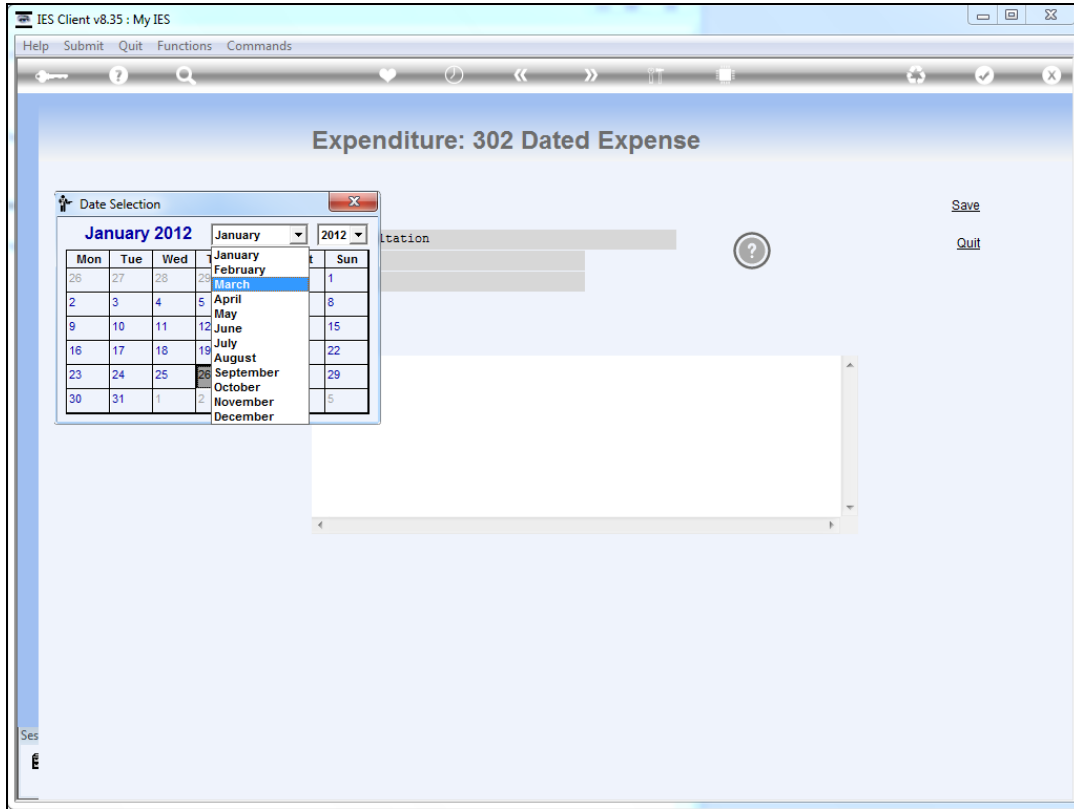 IES Client v8.35 : My IES
Help Submit Quit Functions Commands
Expenditure: 302 Dated Expense
Date Selection
Save
January 2012 January 2012
ltation
Quit
Mon Tue Wed T t Sun
January
February
March
April
May
June
July
August
September
October
November
December
26 27 28 29 1
2 3 4 5 8
9 10 11 12 15
16 17 18 19 22
23 24 25 26 29
30 31 1 2 5
Ses